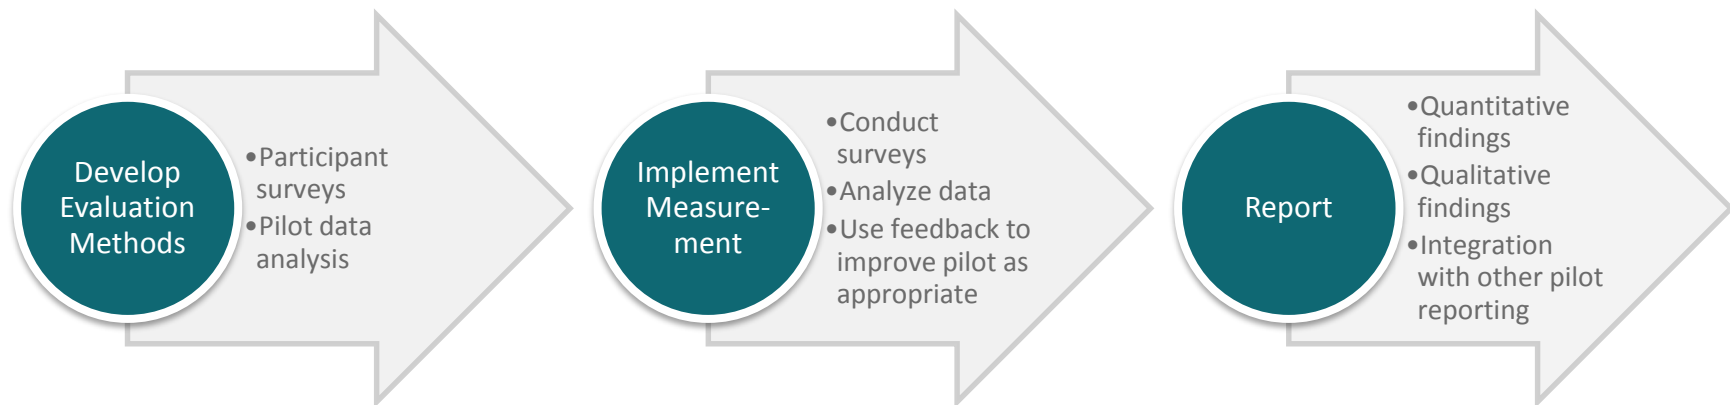 Develop
Evaluation
Methods
•Participant
surveys
•Pilot data
analysis
Implement
Measure-
ment
•Conduct
surveys
•Analyze data
•Use feedback to
improve pilot as
appropriate
Report
•Quantitative
findings
•Qualitative
findings
•Integration
with other pilot
reporting